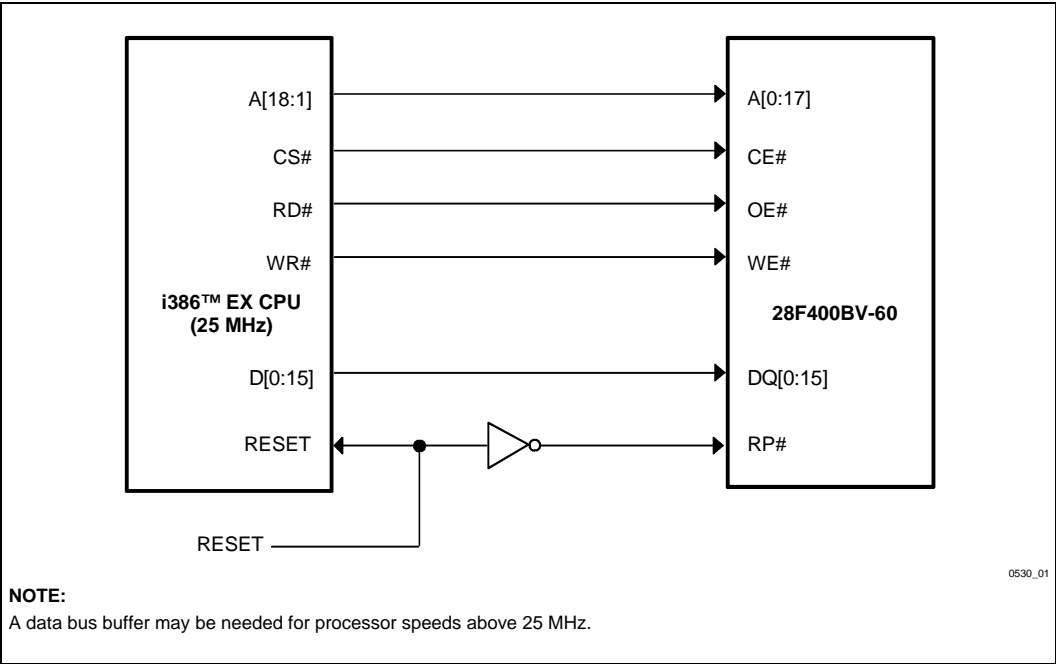 A[18:1]
A[0:17]
CS#
CE#
RD#
OE#
WR#
WE#
i386™ EX CPU
(25 MHz)
28F400BV-60
D[0:15]
DQ[0:15]
RESET
RP#
RESET
0530_01
NOTE:
A data bus buffer may be needed for processor speeds above 25 MHz.